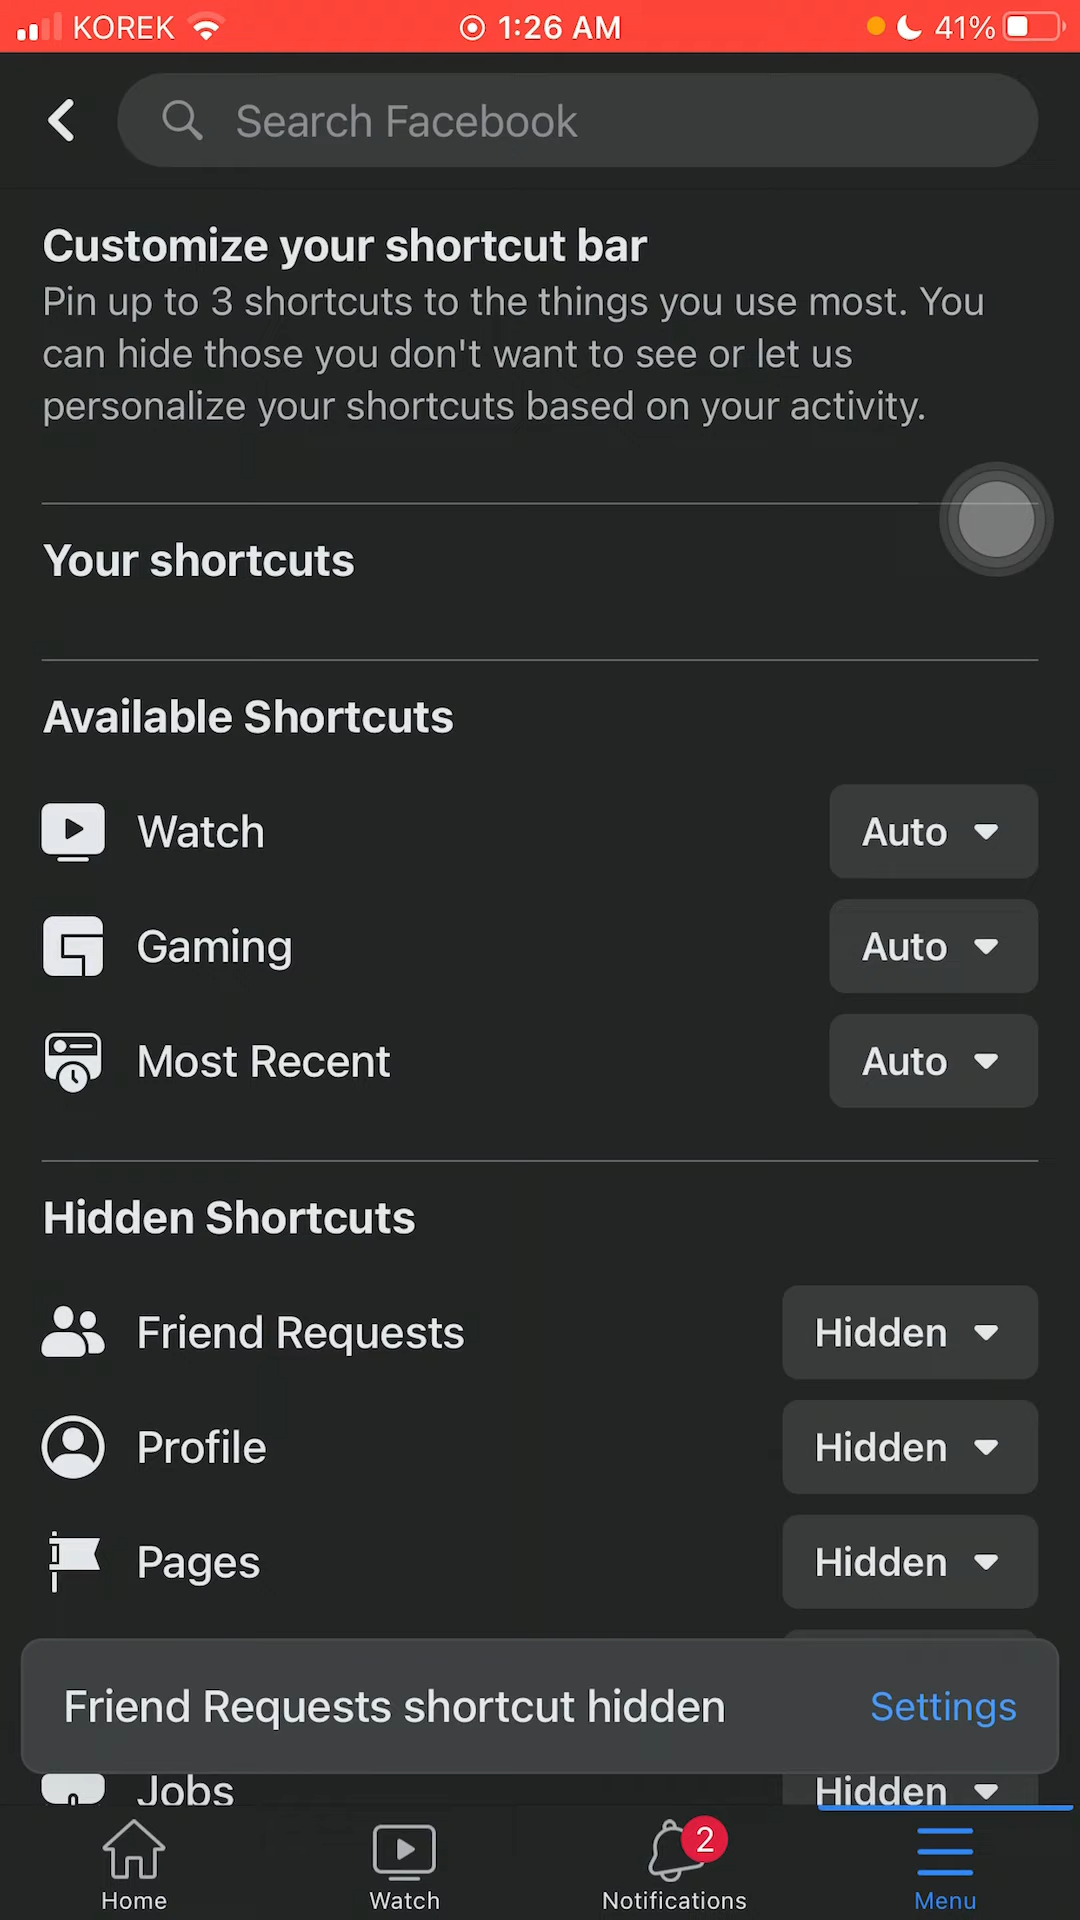 KOREK 1:26 AM 41%
Search Facebook
Customize your shortcut bar
Pin up to 3 shortcuts to the things you use most. You
can hide those you don't want to see or let us
personalize your shortcuts based on your activity.
Your shortcuts
Available Shortcuts
Watch Auto
Gaming Auto
Most Recent Auto
Hidden Shortcuts
Friend Requests Hidden
Profile Hidden
Pages Hidden
Friend Requests shortcut hidden Settings
Jobs Hidden
2
Home Watch Notifications Menu